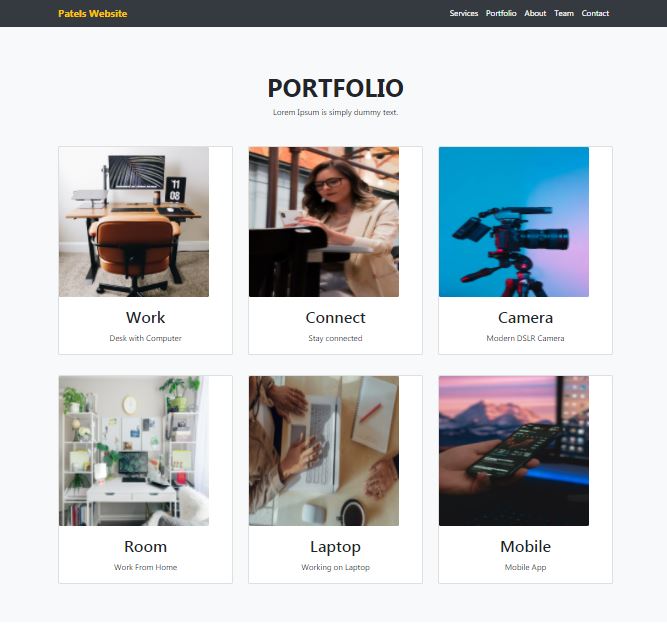 Patels Website
Services Portfolio About Team Contact
PORTFOLIO
Lorem Ipsum is simply dummy text.
11
08
Work
Desk with Computer
Connect
Stay connected
Camera
Modern DSLR Camera
Room
Work From Home
Laptop
Working on Laptop
Mobile
Mobile App